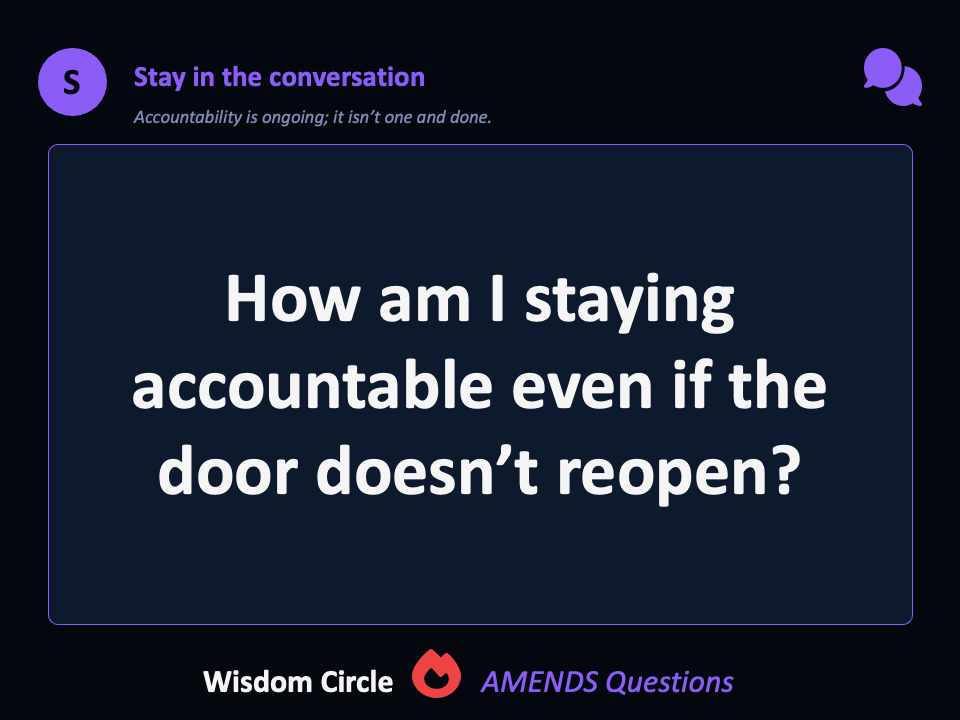 S
Stay in the conversation
Accountability is ongoing; it isn’t one and done.
How am I staying
accountable even if the
door doesn’t reopen?
Wisdom Circle AMENDS Questions